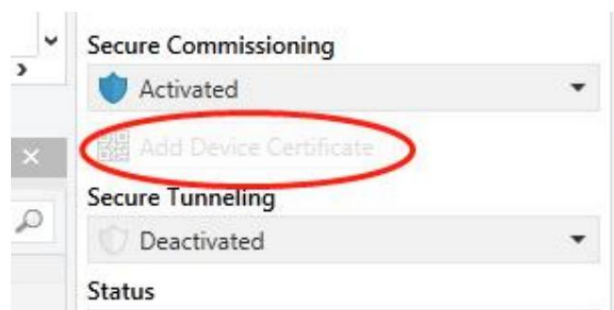 Secure Commissioning
Activated
Add Device Certificate
Secure Tunneling
Deactivated
Status